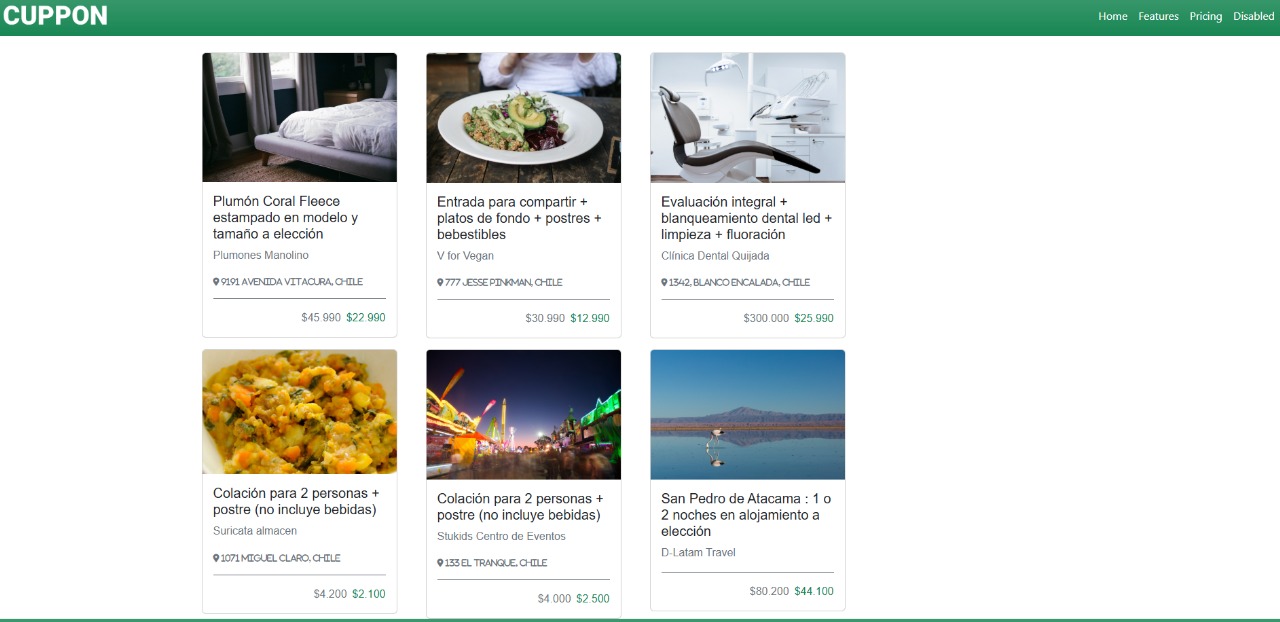 CUPPON
Home Features Pricing Disabled
Plumón Coral Fleece
estampado en modelo y
tamaño a elección
Plumones Manolino
9191 AVENIDA VITACURA, CHILE
$45.990 $22.990
Entrada para compartir +
platos de fondo + postres +
bebestibles
V for Vegan
777 JESSE PINKMAN, CHILE
$30.990 $12.990
Evaluación integral +
blanqueamiento dental led +
limpieza + fluoración
Clínica Dental Quijada
1342, BLANCO ENCALADA, CHILE
$300.000 $25.990
Colación para 2 personas +
postre (no incluye bebidas)
Suricata almacen
1071 MIGUEL CLARO, CHILE
$4.200 $2.100
Colación para 2 personas +
postre (no incluye bebidas)
Stukids Centro de Eventos
133 EL TRANQUE, CHILE
$4.000 $2.500
San Pedro de Atacama : 1 o
2 noches en alojamiento a
elección
D-Latam Travel
$80.200 $44.100